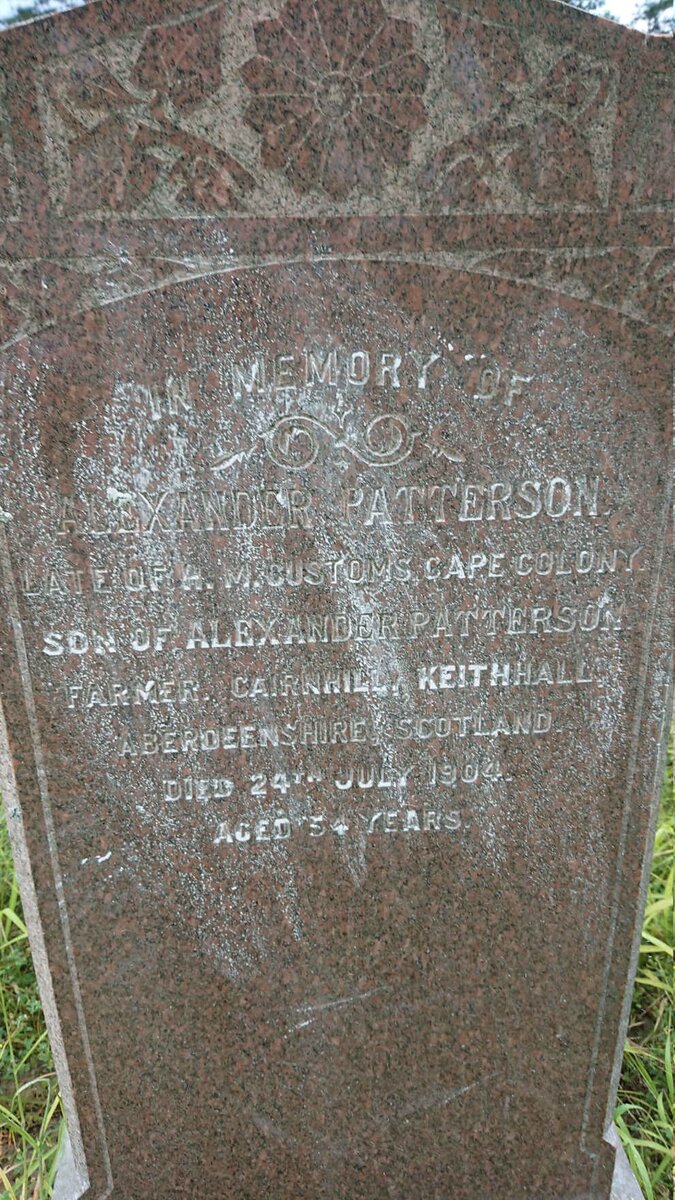 IN MEMORY OF
ALEXANDER PATTERSON.
LATE OF H. M. CUSTOMS, CAPE COLONY.
SON OF ALEXANDER PATTERSON
FARMER. CAIRNHILL, KEITHHALL.
ABERDEENSHIRE, SCOTLAND.
DIED 24TH JULY 1904.
AGED 54 YEARS.